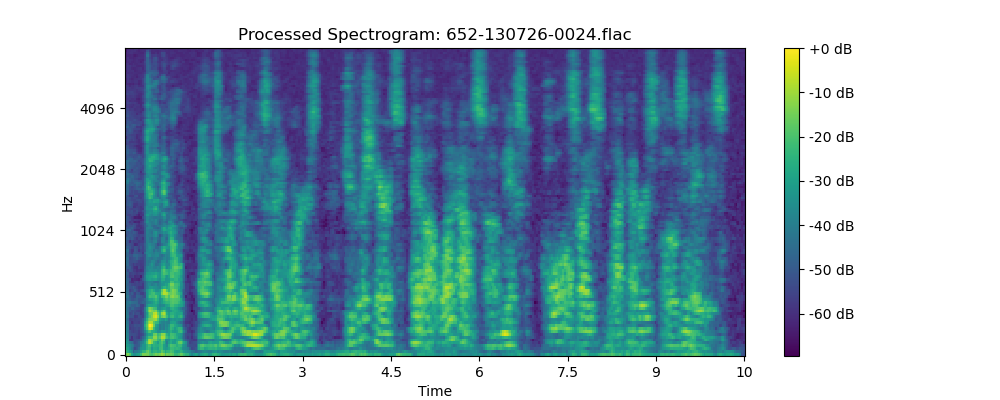 Processed Spectrogram: 652-130726-0024.flac
Hz
4096
2048
1024
512
0
0 1.5 3 4.5 6 7.5 9 10
Time
+0 dB
-10 dB
-20 dB
-30 dB
-40 dB
-50 dB
-60 dB